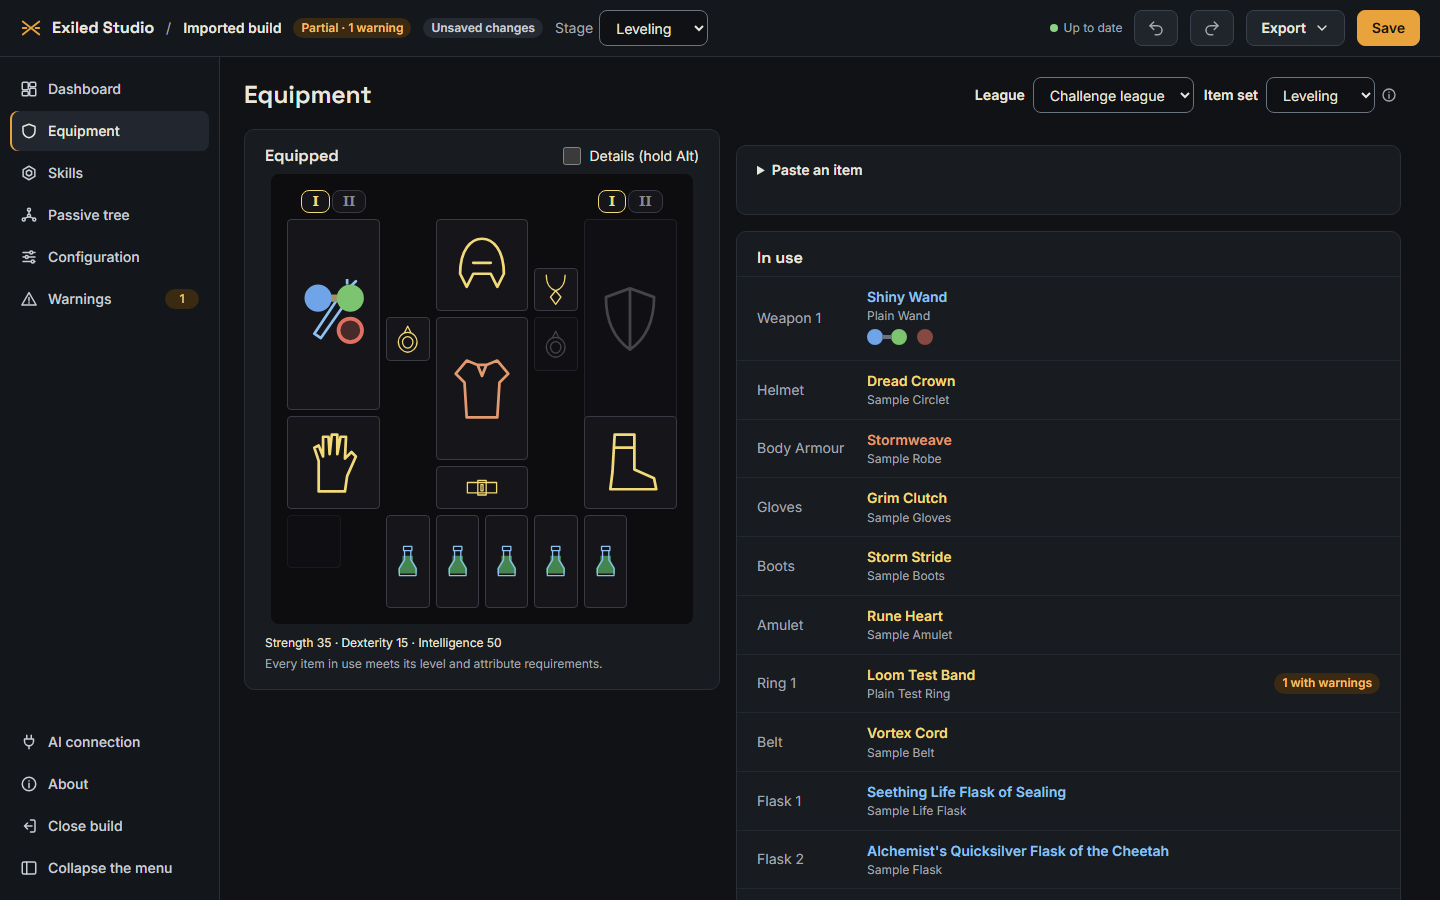 Exiled Studio / Imported build Partial · 1 warning Unsaved changes Stage Leveling Up to date Export Save
Dashboard
Equipment
Skills
Passive tree
Configuration
Warnings 1
AI connection
About
Close build
Collapse the menu
Equipment
League Challenge league Item set Leveling
Equipped Details (hold Alt)
I II I II
Strength 35 · Dexterity 15 · Intelligence 50
Every item in use meets its level and attribute requirements.
Paste an item
In use
Weapon 1 Shiny Wand
Plain Wand
Helmet Dread Crown
Sample Circlet
Body Armour Stormweave
Sample Robe
Gloves Grim Clutch
Sample Gloves
Boots Storm Stride
Sample Boots
Amulet Rune Heart
Sample Amulet
Ring 1 Loom Test Band 1 with warnings
Plain Test Ring
Belt Vortex Cord
Sample Belt
Flask 1 Seething Life Flask of Sealing
Sample Life Flask
Flask 2 Alchemist's Quicksilver Flask of the Cheetah
Sample Flask